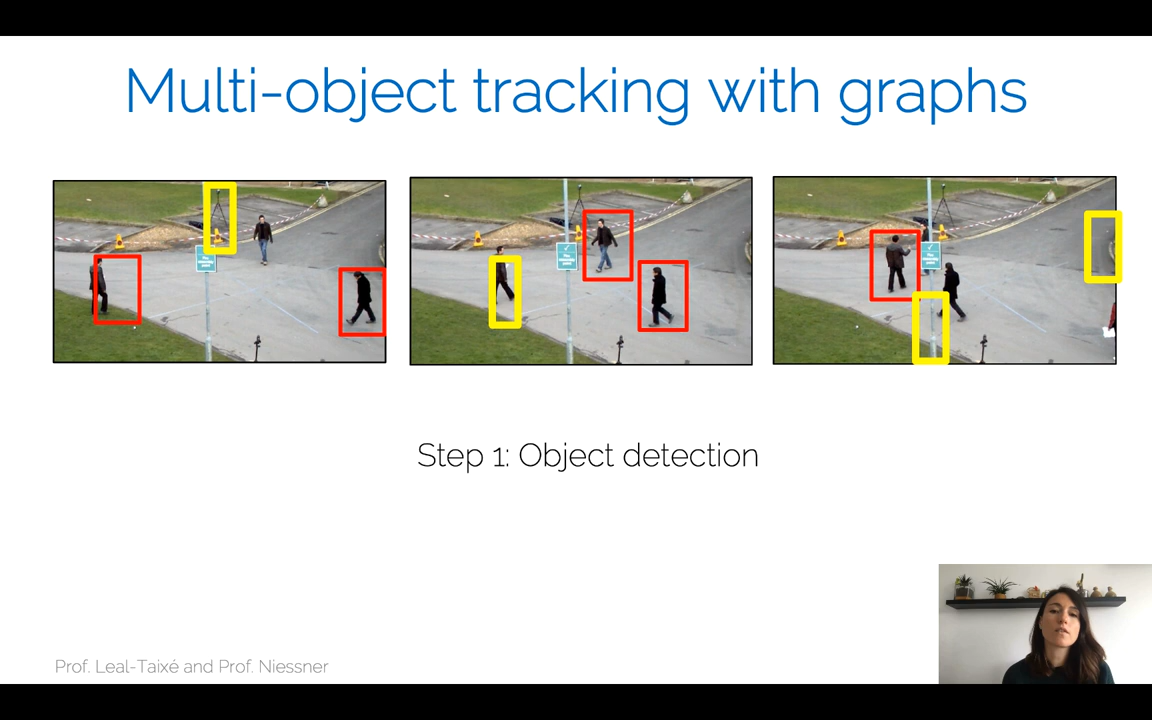 Multi-object tracking with graphs
Step 1: Object detection
Prof. Leal-Taixé and Prof. Niessner